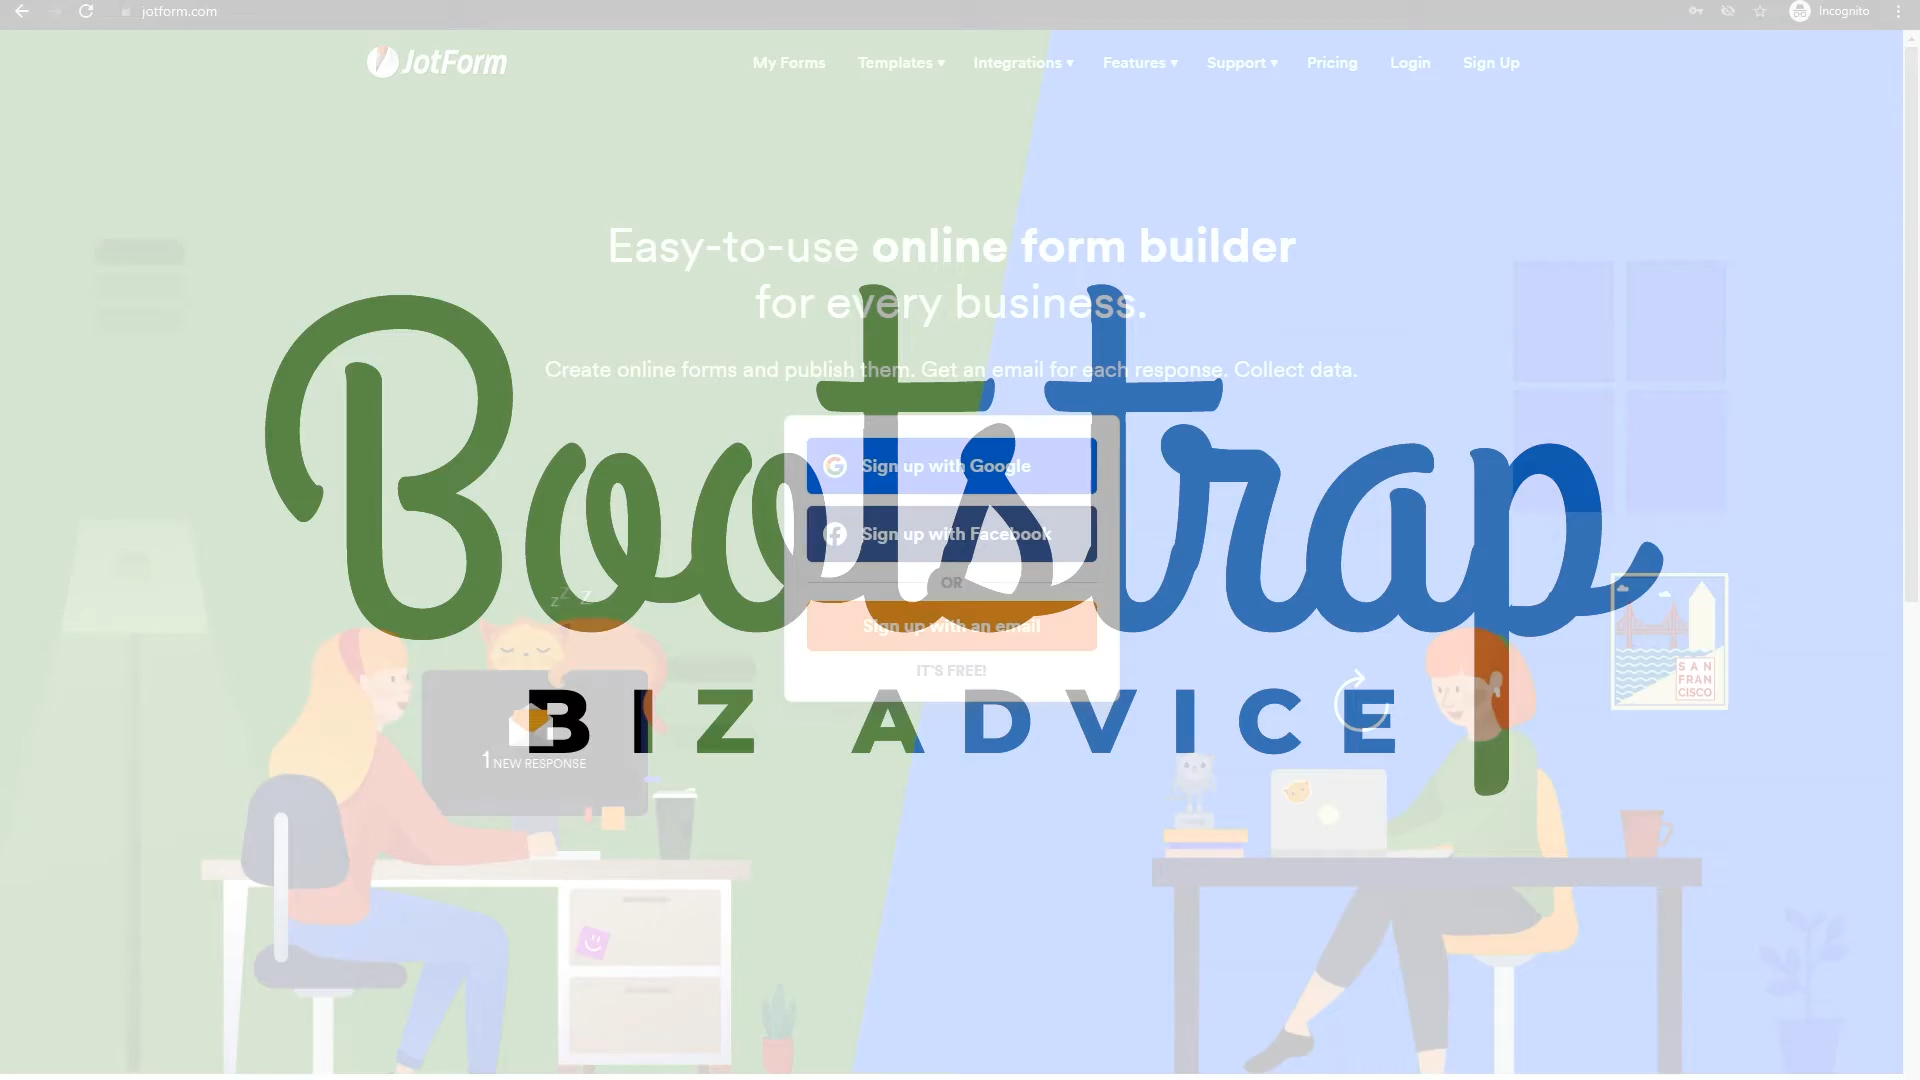 jotform.com
Incognito
JotForm
My Forms Templates ▾ Integrations ▾ Features ▾ Support ▾ Pricing Login Sign Up
Easy-to-use online form builder
for every business.
Create online forms and publish them. Get an email for each response. Collect data.
Bootstrap
Sign up with Google
Sign up with Facebook
OR
Sign up with an email
IT'S FREE!
BIZ ADVICE
zZ Z
1 NEW RESPONSE
SAN
FRAN
CISCO